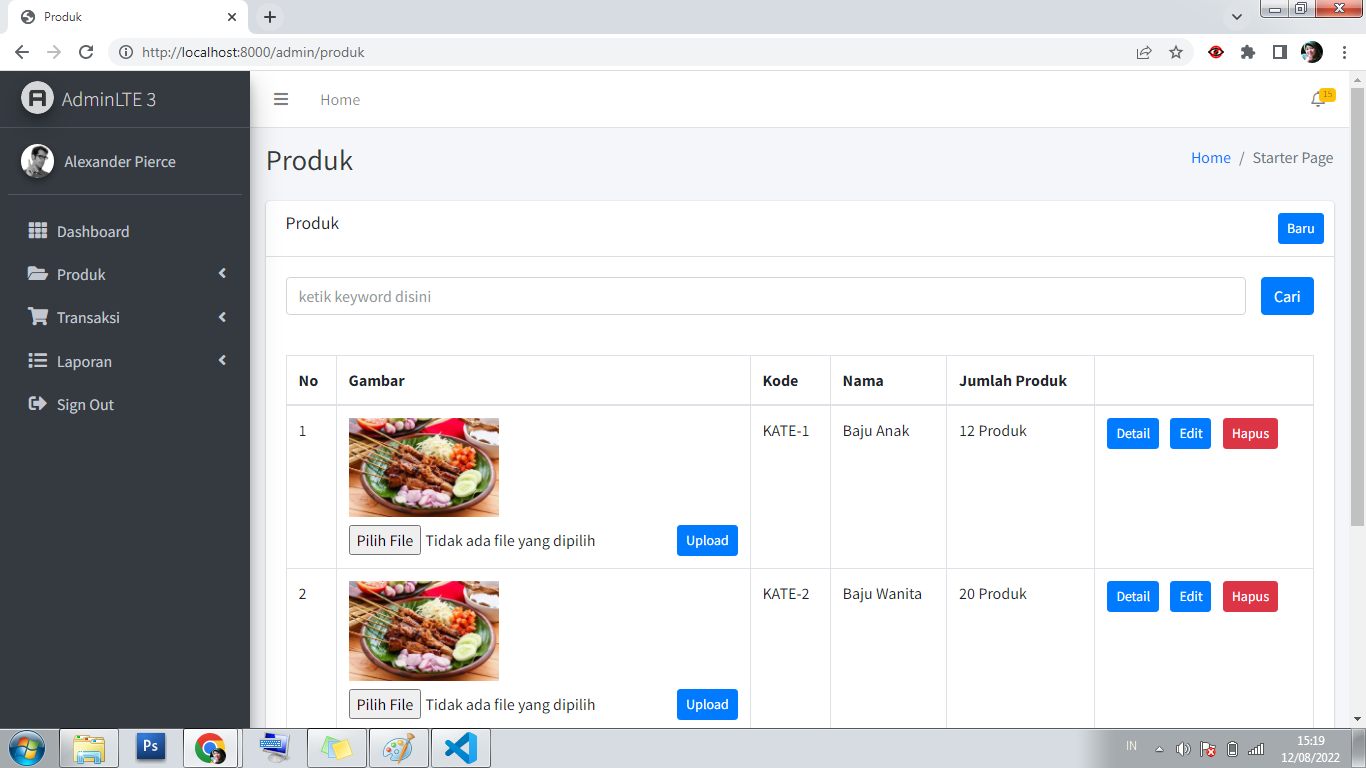 Produk
http://localhost:8000/admin/produk
AdminLTE 3
Home
15
Alexander Pierce
Produk
Home / Starter Page
Dashboard
Produk
Transaksi
Laporan
Sign Out
Produk
Baru
ketik keyword disini
Cari
No Gambar Kode Nama Jumlah Produk
1 KATE-1 Baju Anak 12 Produk Detail Edit Hapus
Pilih File Tidak ada file yang dipilih Upload
2 KATE-2 Baju Wanita 20 Produk Detail Edit Hapus
Pilih File Tidak ada file yang dipilih Upload
Ps
IN
15:19
12/08/2022